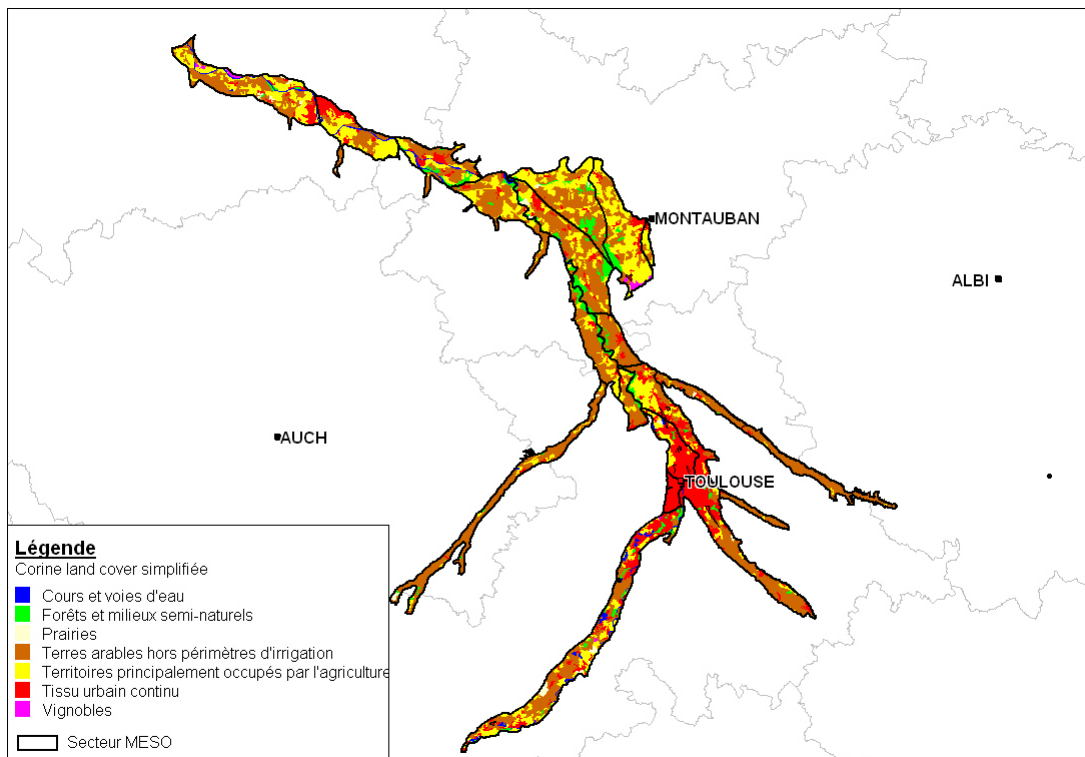 MONTAUBAN
ALBI
AUCH
TOULOUSE
Légende
Corine land cover simplifiée
Cours et voies d'eau
Forêts et milieux semi-naturels
Prairies
Terres arables hors périmètres d'irrigation
Territoires principalement occupés par l'agriculture
Tissu urbain continu
Vignobles
Secteur MESO